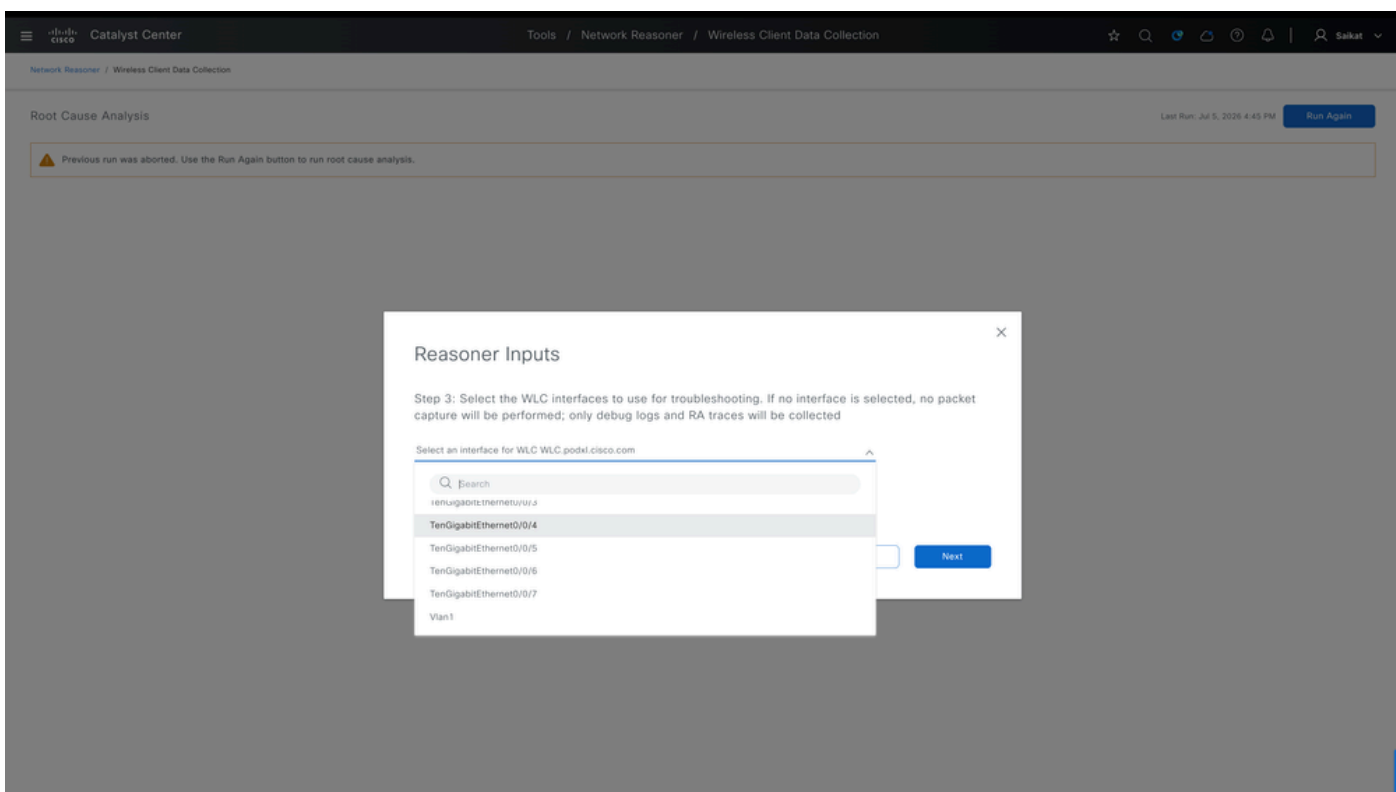 cisco Catalyst Center
Tools / Network Reasoner / Wireless Client Data Collection
Saikat
Network Reasoner / Wireless Client Data Collection
Root Cause Analysis
Last Run: Jul 5, 2026 4:45 PM
Run Again
Previous run was aborted. Use the Run Again button to run root cause analysis.
Reasoner Inputs
Step 3: Select the WLC interfaces to use for troubleshooting. If no interface is selected, no packet
capture will be performed; only debug logs and RA traces will be collected
Select an interface for WLC WLC.podxl.cisco.com
Search
TenGigabitEthernet0/0/3
TenGigabitEthernet0/0/4
TenGigabitEthernet0/0/5
TenGigabitEthernet0/0/6
Next
TenGigabitEthernet0/0/7
Vlan1